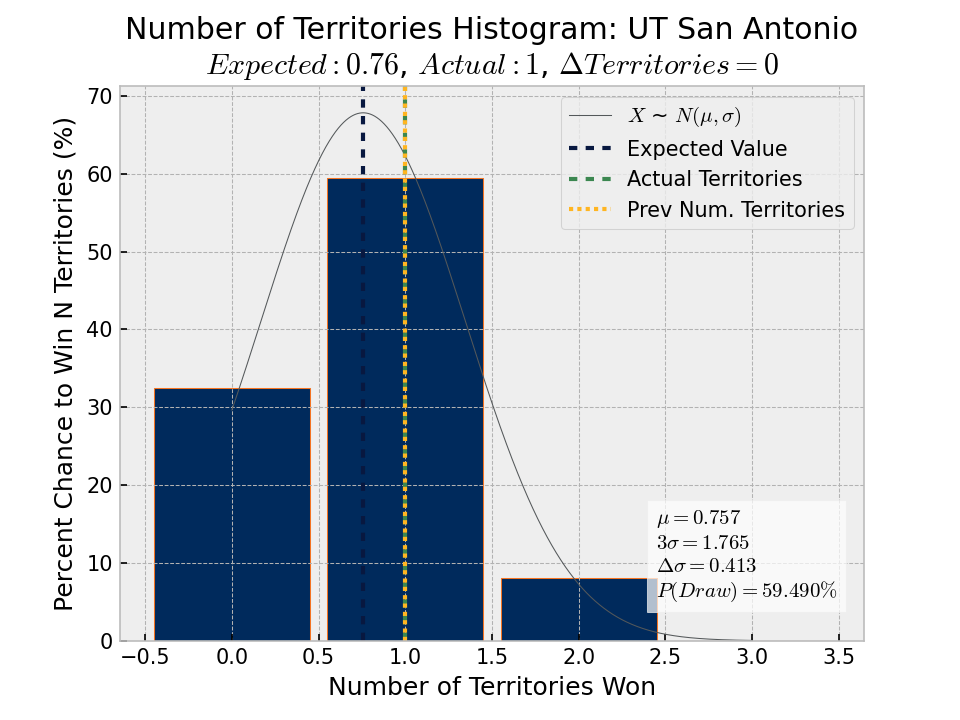 Number of Territories Histogram: UT San Antonio
Expected : 0.76, Actual : 1, ΔTerritories = 0
Percent Chance to Win N Territories (%)
70
60
50
40
30
20
10
0
X ∼ N(μ, σ)
Expected Value
Actual Territories
Prev Num. Territories
μ = 0.757
3σ = 1.765
Δσ = 0.413
P(Draw) = 59.490%
−0.5 0.0 0.5 1.0 1.5 2.0 2.5 3.0 3.5
Number of Territories Won